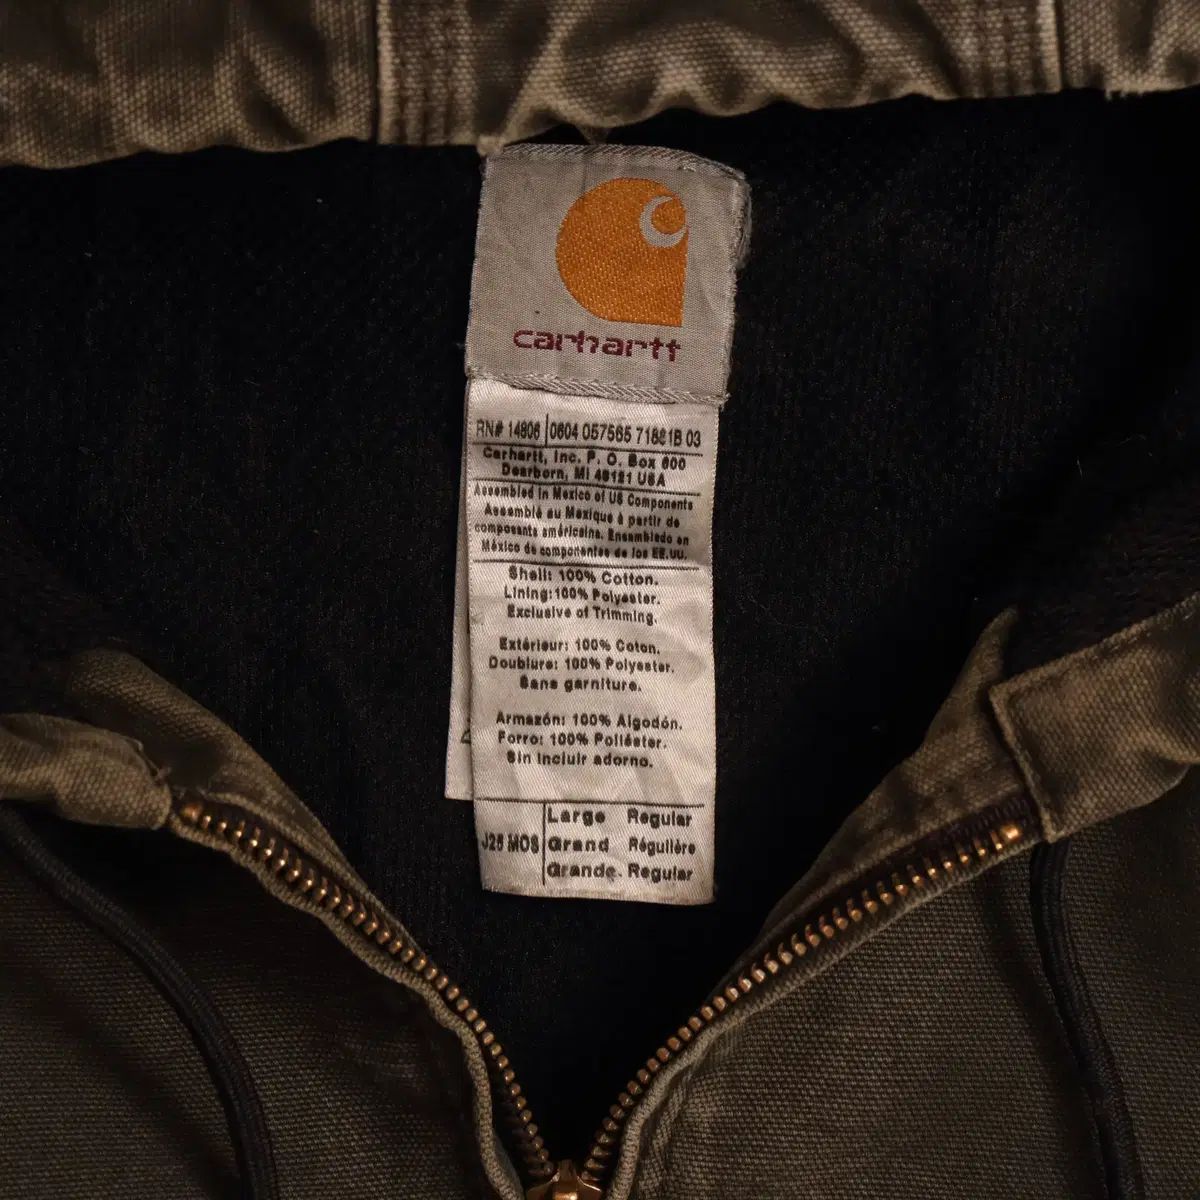 carhartt
RN# 14806 0604 057565 71881B 03
Carhartt, Inc. P. O. Box 600
Dearborn, MI 48121 USA
Assembled in Mexico of US Components
Assemblé au Mexique à partir de
composants américains. Ensamblado en
México de componentes de los EE.UU.
Shell: 100% Cotton.
Lining:100% Polyester.
Exclusive of Trimming.
Extérieur: 100% Coton.
Doublure: 100% Polyester.
Sans garniture.
Armazón: 100% Algodón.
Forro: 100% Poliéster.
Sin incluir adorno.
Large Regular
J25 MOS Grand Régulière
Grande. Regular